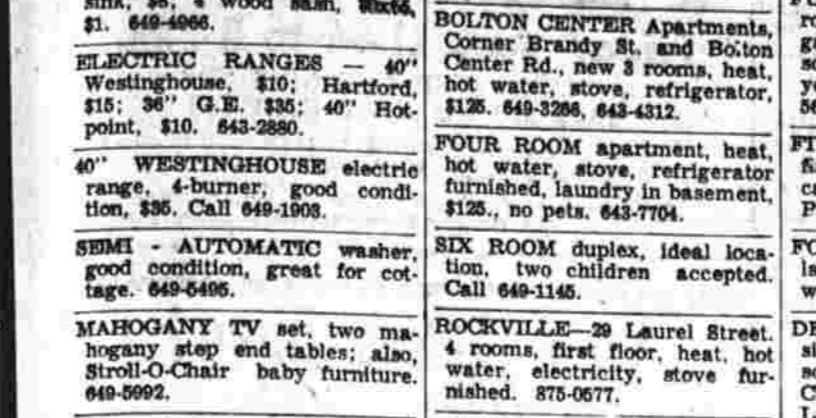 sink, $5, 4 wood sash,
$1. 649-4966.
ELECTRIC RANGES — 40"
Westinghouse, $10; Hartford,
$15; 36" G.E. $35; 40" Hot-
point, $10. 643-2880.
40" WESTINGHOUSE electric
range, 4-burner, good condi-
tion, $35. Call 649-1903.
SEMI - AUTOMATIC washer,
good condition, great for cot-
tage. 649-5495.
MAHOGANY TV set, two ma-
hogany step end tables; also,
Stroll-O-Chair baby furniture.
649-5992.
BOLTON CENTER Apartments,
Corner Brandy St. and Bolton
Center Rd., new 3 rooms, heat,
hot water, stove, refrigerator,
$125. 649-3266, 643-4312.
FOUR ROOM apartment, heat,
hot water, stove, refrigerator
furnished, laundry in basement,
$125., no pets. 643-7704.
SIX ROOM duplex, ideal loca-
tion, two children accepted.
Call 649-1145.
ROCKVILLE—29 Laurel Street.
4 rooms, first floor, heat, hot
water, electricity, stove fur-
nished. 875-0577.